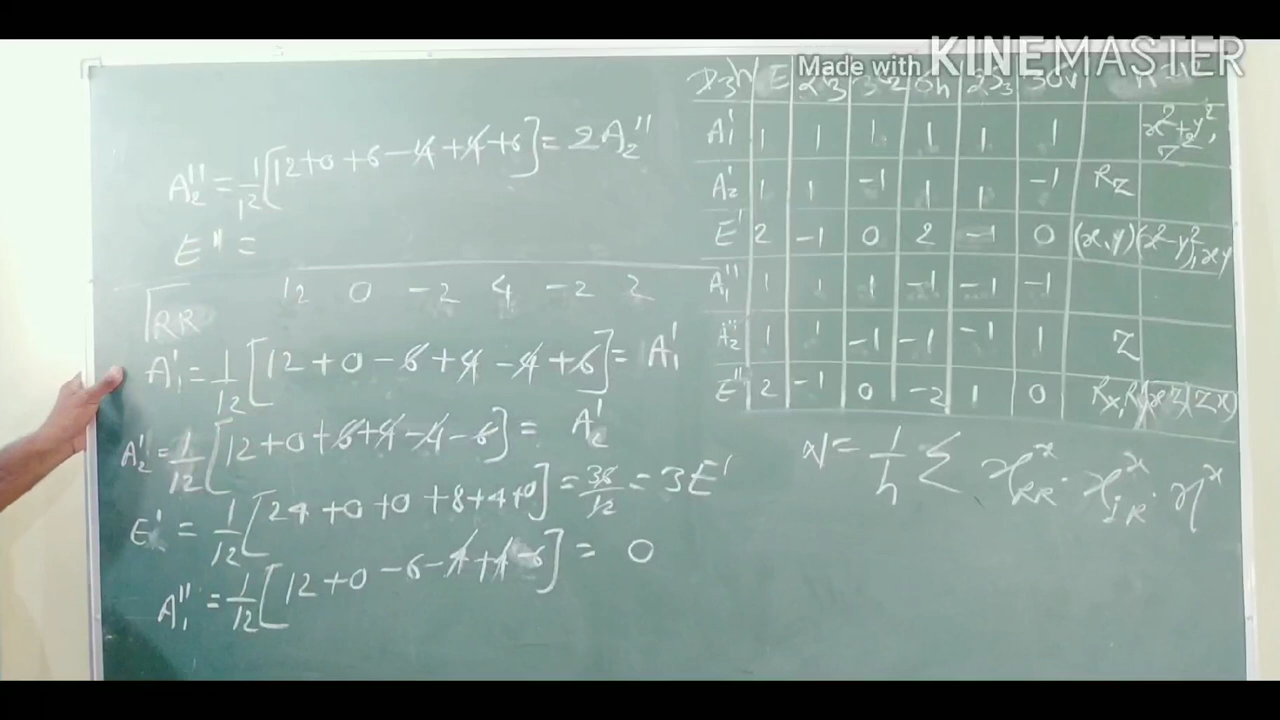 Made with KINEMASTER
A₂'' = 1/12 [12+0+6-4+4+6] = 2A₂''
E'' =
ΓRR 12 0 -2 4 -2 2
A₁' = 1/12 [12+0-6+4-4+6] = A₁'
A₂' = 1/12 [12+0+6+4-4-6] = A₂'
E' = 1/12 [24+0+0+8+4+0] = 36/12 = 3E'
A₁'' = 1/12 [12+0-6-4+4-6] = 0
D₃h E 2C₃ 3C₂ σh 2S₃ 3σv
A₁' 1 1 1 1 1 1 x²+y², z²
A₂' 1 1 -1 1 1 -1 Rz
E' 2 -1 0 2 -1 0 (x,y) (x²-y²), xy
A₁'' 1 1 1 -1 -1 -1
A₂'' 1 1 -1 -1 -1 1 Z
E'' 2 -1 0 -2 1 0 Rx, Ry (xz)(zx)
N = 1/h Σ χ^x RR · χ^x IR · η^x